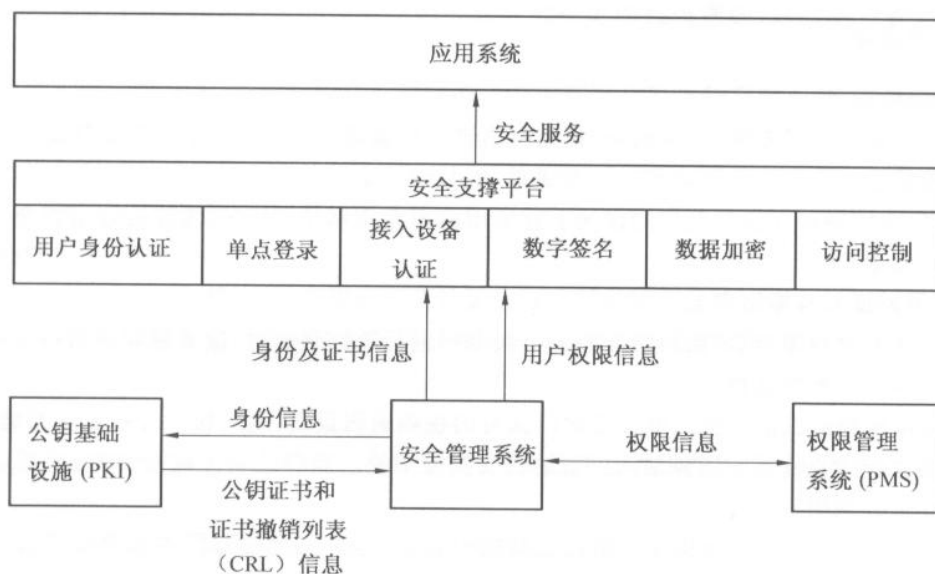 应用系统
安全服务
安全支撑平台
用户身份认证
单点登录
接入设备
认证
数字签名
数据加密
访问控制
身份及证书信息
用户权限信息
公钥基础
设施 (PKI)
身份信息
公钥证书和
证书撤销列表
（CRL）信息
安全管理系统
权限信息
权限管理
系统 (PMS)